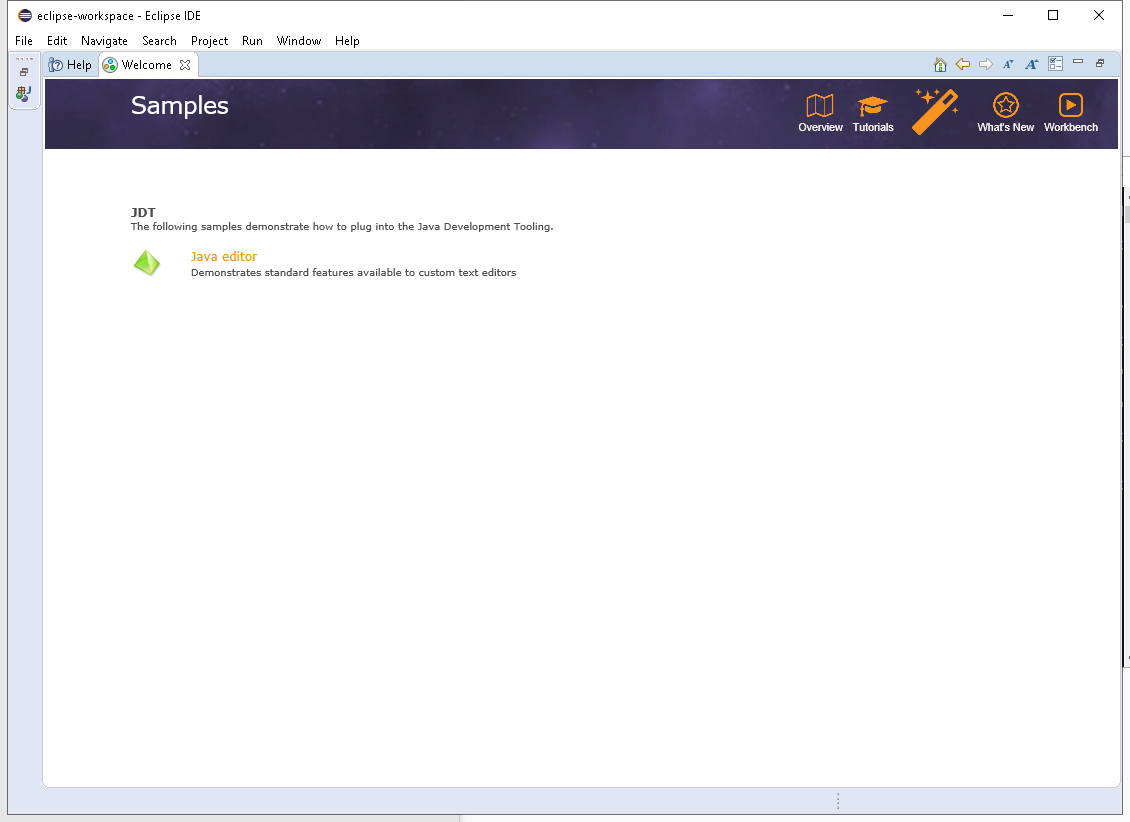 eclipse-workspace - Eclipse IDE
File Edit Navigate Search Project Run Window Help
Help Welcome
Samples
Overview Tutorials What's New Workbench
JDT
The following samples demonstrate how to plug into the Java Development Tooling.
Java editor
Demonstrates standard features available to custom text editors